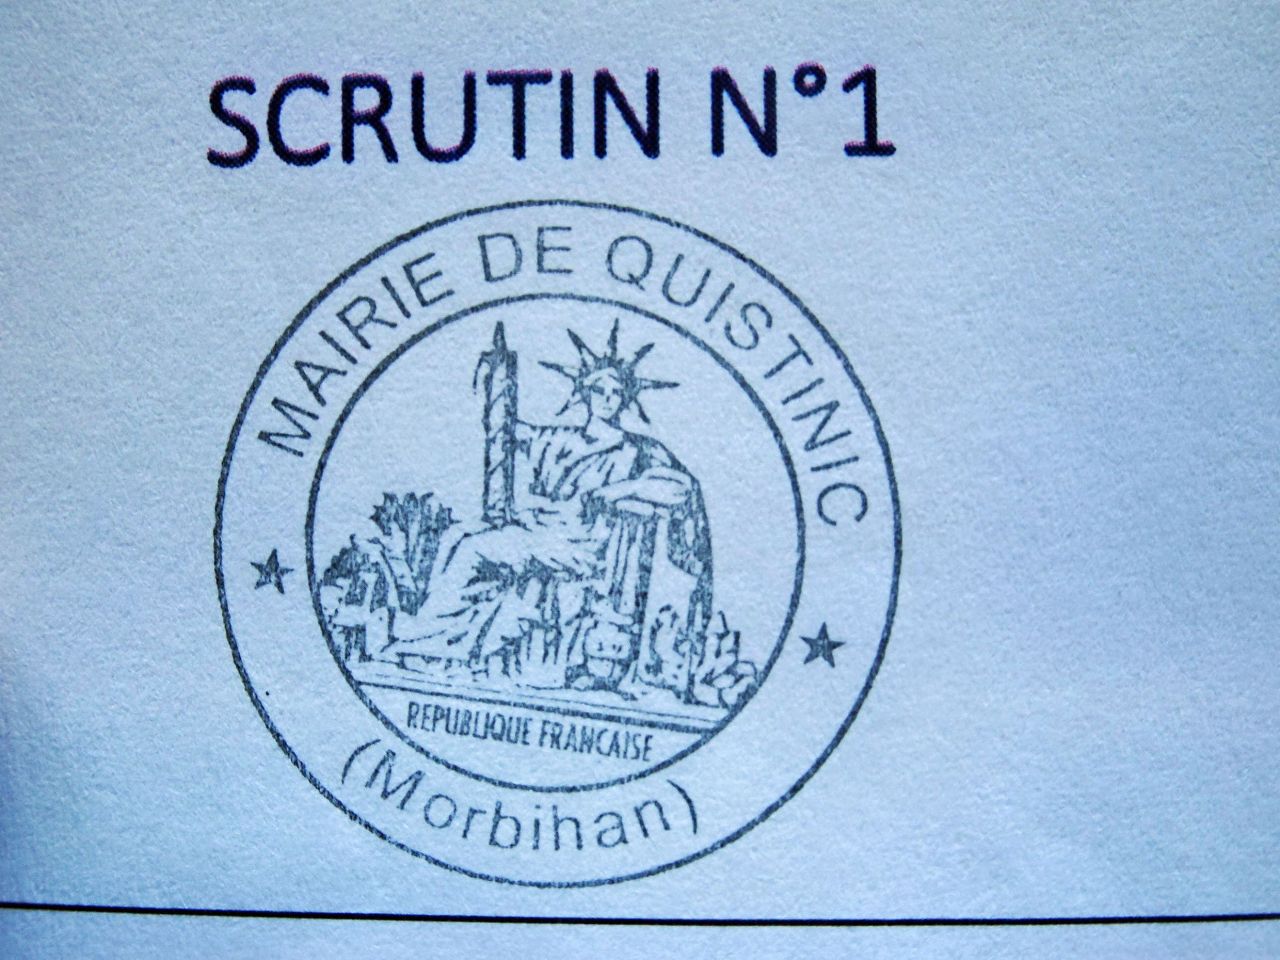 SCRUTIN N°1
MAIRIE DE QUISTINIC
REPUBLIQUE FRANCAISE
(Morbihan)